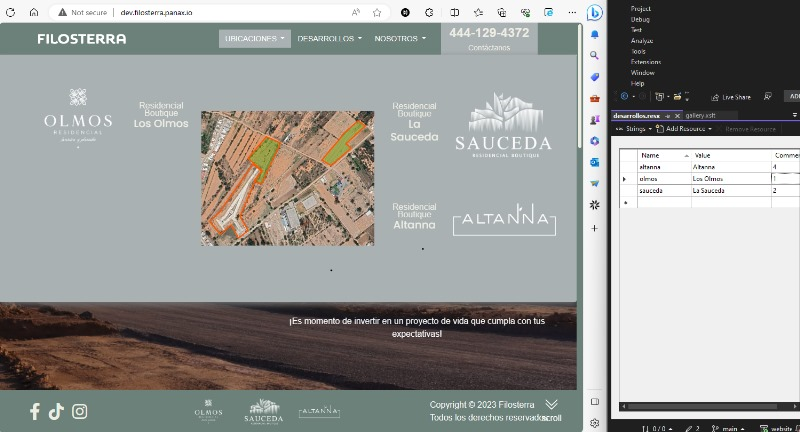 Not secure
dev.filosterra.panax.io
FILOSTERRA
UBICACIONES
DESARROLLOS
NOSOTROS
444-129-4372
Contáctanos
OLMOS
RESIDENCIAL
Residencial
Boutique
Los Olmos
Residencial
Boutique
La
Sauceda
SAUCEDA
RESIDENCIAL BOUTIQUE
Residencial
Boutique
Altanna
ALTANNA
¡Es momento de invertir en un proyecto de vida que cumpla con tus
expectativas!
OLMOS
SAUCEDA
ALTANNA
Copyright © 2023 Filosterra
Todos los derechos reservados
scroll
Project
Debug
Test
Analyze
Tools
Extensions
Window
Help
Live Share
AD
desarrollos.resx
gallery.xslt
Strings
Add Resource
Remove Resource
Name Value Commen
altanna Altanna 4
olmos Los Olmos 1
sauceda La Sauceda 2
0 / 0
2
main
website